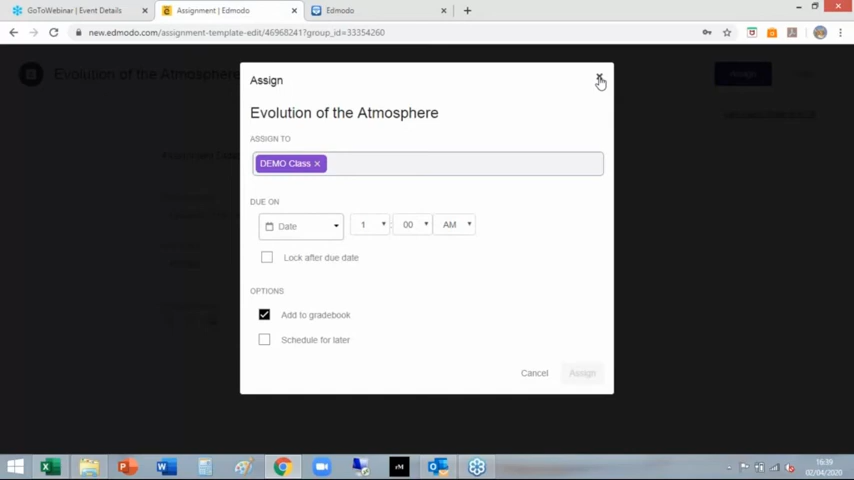 GoToWebinar | Event Details
Assignment | Edmodo
Edmodo
new.edmodo.com/assignment-template-edit/46968241?group_id=33354260
Evolution of the Atmosphere
Assign
Assign
Evolution of the Atmosphere
ASSIGN TO
DEMO Class
DUE ON
Date
1
:
00
AM
Lock after due date
OPTIONS
Add to gradebook
Schedule for later
Cancel
Assign
16:39
02/04/2020